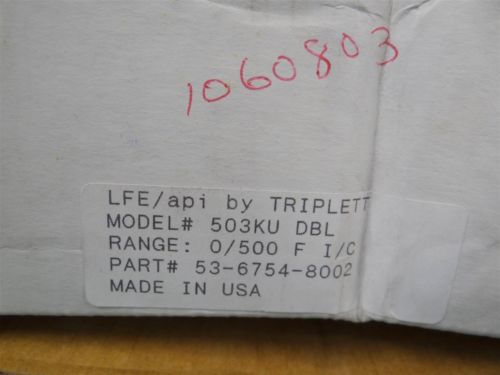 1060803
LFE/api by TRIPLETT
MODEL# 503KU DBL
RANGE: 0/500 F I/C
PART# 53-6754-8002
MADE IN USA